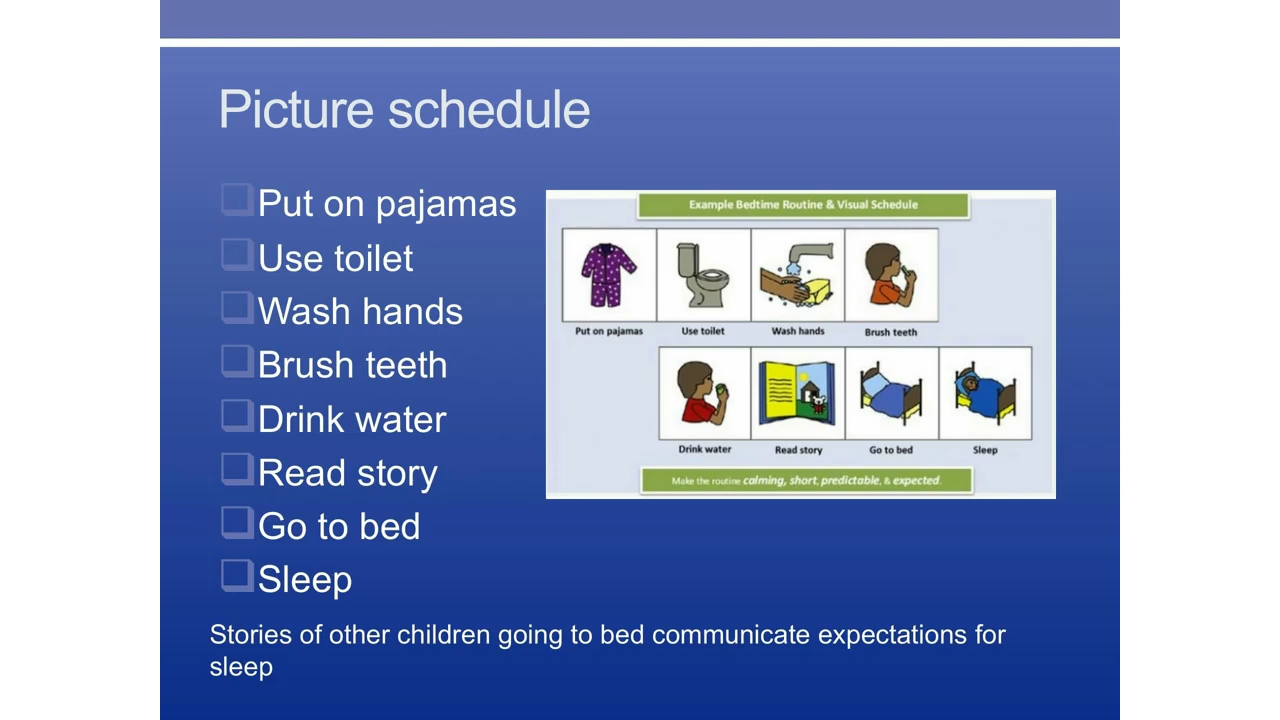 Picture schedule
Put on pajamas
Use toilet
Wash hands
Brush teeth
Drink water
Read story
Go to bed
Sleep
Example Bedtime Routine & Visual Schedule
Put on pajamas
Use toilet
Wash hands
Brush teeth
Drink water
Read story
Go to bed
Sleep
Make the routine calming, short, predictable, & expected.
Stories of other children going to bed communicate expectations for
sleep